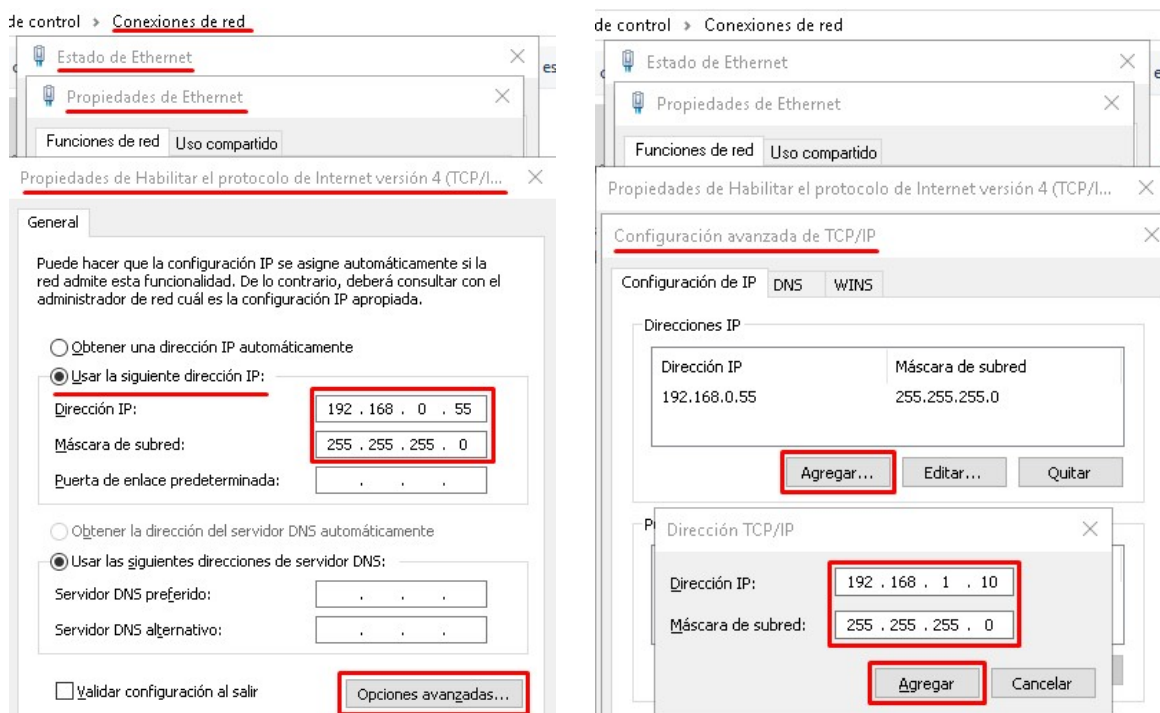 de control > Conexiones de red
Estado de Ethernet
es
Propiedades de Ethernet
Funciones de red Uso compartido
Propiedades de Habilitar el protocolo de Internet versión 4 (TCP/I...
General
Puede hacer que la configuración IP se asigne automáticamente si la
red admite esta funcionalidad. De lo contrario, deberá consultar con el
administrador de red cuál es la configuración IP apropiada.
Obtener una dirección IP automáticamente
Usar la siguiente dirección IP:
Dirección IP: 192 . 168 . 0 . 55
Máscara de subred: 255 . 255 . 255 . 0
Puerta de enlace predeterminada: . . .
Obtener la dirección del servidor DNS automáticamente
Usar las siguientes direcciones de servidor DNS:
Servidor DNS preferido: . . .
Servidor DNS alternativo: . . .
Validar configuración al salir Opciones avanzadas...
de control > Conexiones de red
Estado de Ethernet
Propiedades de Ethernet
Funciones de red Uso compartido
Propiedades de Habilitar el protocolo de Internet versión 4 (TCP/I...
Configuración avanzada de TCP/IP
Configuración de IP DNS WINS
Direcciones IP
Dirección IP Máscara de subred
192.168.0.55 255.255.255.0
Agregar... Editar... Quitar
Dirección TCP/IP
Dirección IP: 192 . 168 . 1 . 10
Máscara de subred: 255 . 255 . 255 . 0
Agregar Cancelar